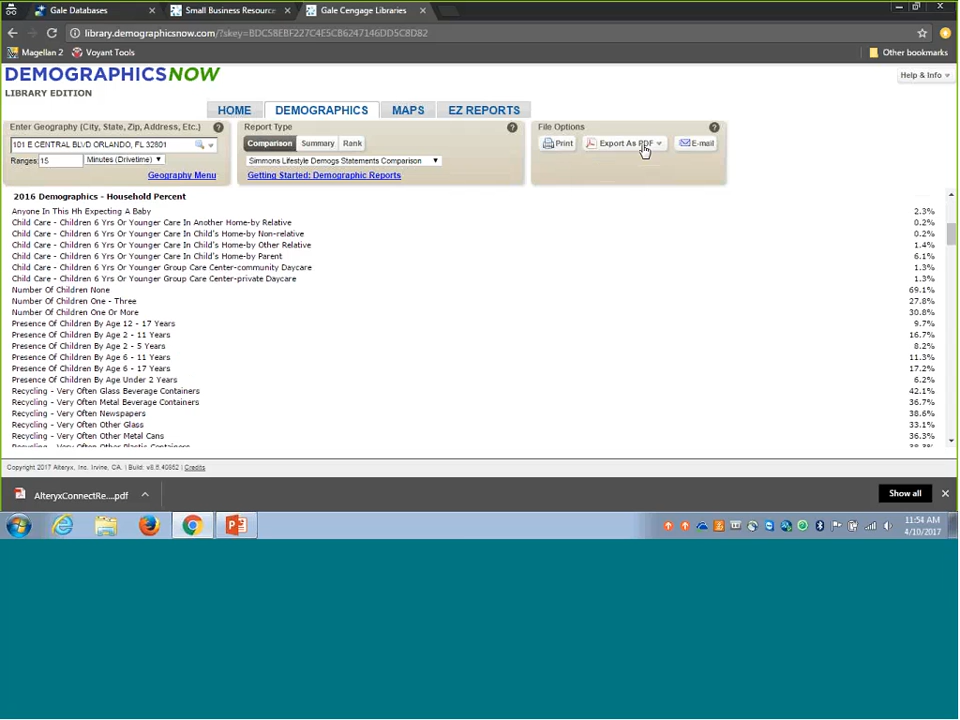 Gale Databases
Small Business Resource
Gale Cengage Libraries
library.demographicsnow.com/?skey=BDC58EBF227C4E5CB6247146DD5C8D82
Magellan 2
Voyant Tools
Other bookmarks
DEMOGRAPHICSNOW
LIBRARY EDITION
Help & Info
HOME
DEMOGRAPHICS
MAPS
EZ REPORTS
Enter Geography (City, State, Zip, Address, Etc.)
Report Type
File Options
101 E CENTRAL BLVD ORLANDO, FL 32801
Comparison
Summary
Rank
Print
Export As PDF
E-mail
Ranges: 15
Minutes (Drivetime)
Simmons Lifestyle Demogs Statements Comparison
Geography Menu
Getting Started: Demographic Reports
2016 Demographics - Household Percent
Anyone In This Hh Expecting A Baby 2.3%
Child Care - Children 6 Yrs Or Younger Care In Another Home-by Relative 0.2%
Child Care - Children 6 Yrs Or Younger Care In Child's Home-by Non-relative 0.2%
Child Care - Children 6 Yrs Or Younger Care In Child's Home-by Other Relative 1.4%
Child Care - Children 6 Yrs Or Younger Care In Child's Home-by Parent 6.1%
Child Care - Children 6 Yrs Or Younger Group Care Center-community Daycare 1.3%
Child Care - Children 6 Yrs Or Younger Group Care Center-private Daycare 1.3%
Number Of Children None 69.1%
Number Of Children One - Three 27.8%
Number Of Children One Or More 30.8%
Presence Of Children By Age 12 - 17 Years 9.7%
Presence Of Children By Age 2 - 11 Years 16.7%
Presence Of Children By Age 2 - 5 Years 8.2%
Presence Of Children By Age 6 - 11 Years 11.3%
Presence Of Children By Age 6 - 17 Years 17.2%
Presence Of Children By Age Under 2 Years 6.2%
Recycling - Very Often Glass Beverage Containers 42.1%
Recycling - Very Often Metal Beverage Containers 36.7%
Recycling - Very Often Newspapers 38.6%
Recycling - Very Often Other Glass 33.1%
Recycling - Very Often Other Metal Cans 36.3%
Recycling - Very Often Other Plastic Containers
Copyright 2017 Alteryx, Inc. Irvine, CA. | Build. | Credits
AlteryxConnectRe....pdf
Show all
11:54 AM
4/10/2017